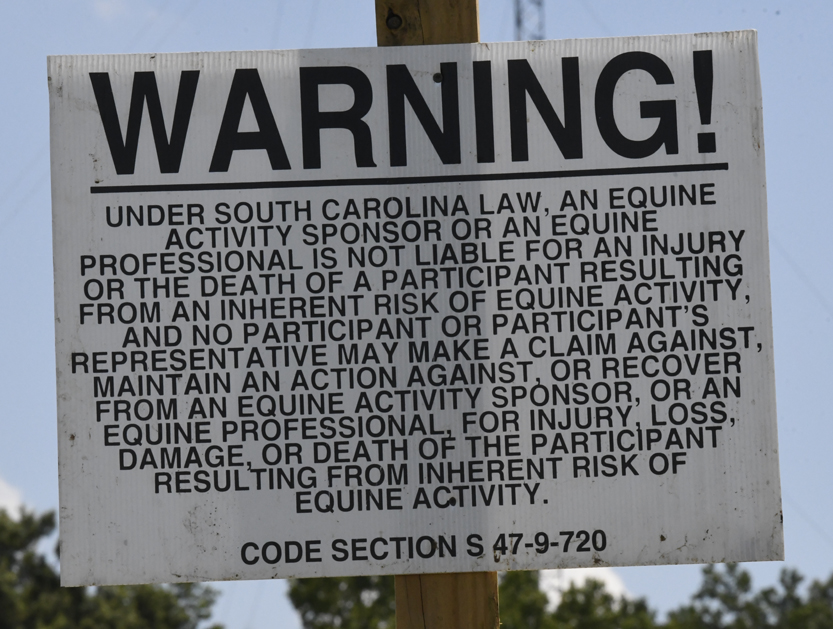 WARNING!
UNDER SOUTH CAROLINA LAW, AN EQUINE
ACTIVITY SPONSOR OR AN EQUINE
PROFESSIONAL IS NOT LIABLE FOR AN INJURY
OR THE DEATH OF A PARTICIPANT RESULTING
FROM AN INHERENT RISK OF EQUINE ACTIVITY,
AND NO PARTICIPANT OR PARTICIPANT'S
REPRESENTATIVE MAY MAKE A CLAIM AGAINST,
MAINTAIN AN ACTION AGAINST, OR RECOVER
FROM AN EQUINE ACTIVITY SPONSOR, OR AN
EQUINE PROFESSIONAL, FOR INJURY, LOSS,
DAMAGE, OR DEATH OF THE PARTICIPANT
RESULTING FROM INHERENT RISK OF
EQUINE ACTIVITY.
CODE SECTION S 47-9-720